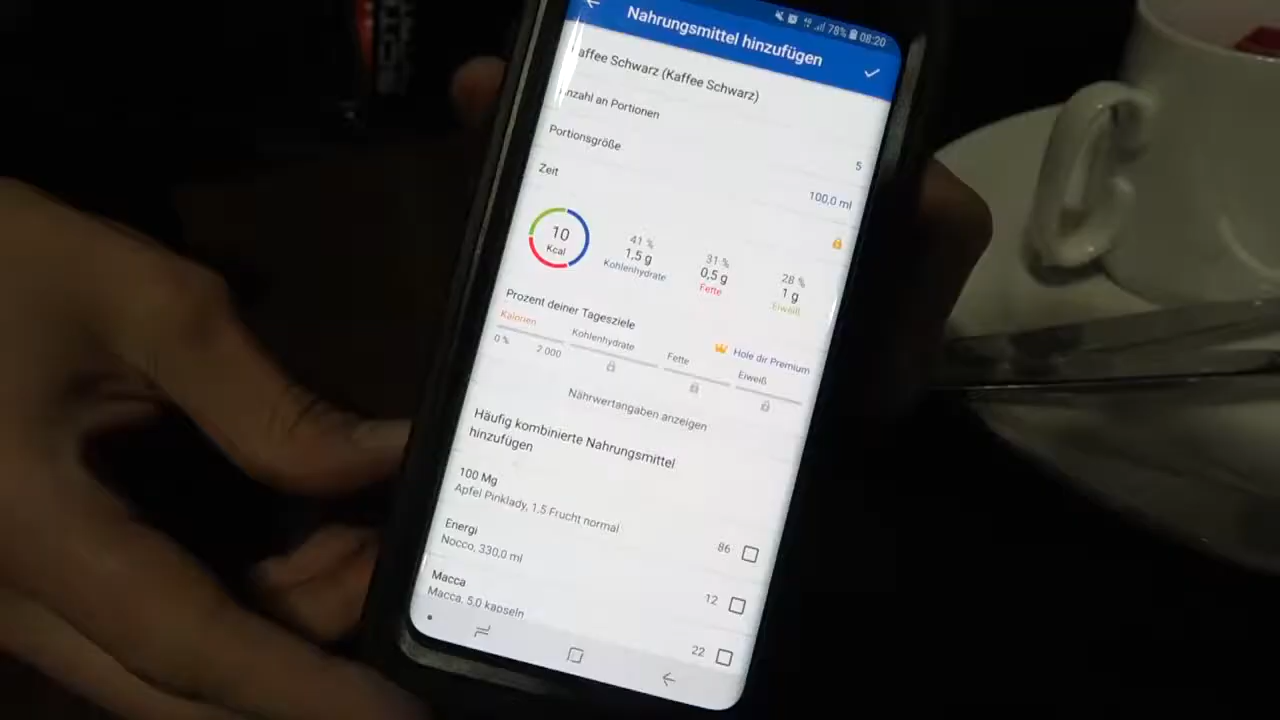 Nahrungsmittel hinzufügen
78% 08:20
Kaffee Schwarz (Kaffee Schwarz)
Anzahl an Portionen
5
Portionsgröße
100,0 ml
Zeit
10
Kcal
41 %
1,5 g
Kohlenhydrate
31 %
0,5 g
Fette
28 %
1 g
Eiweiß
Prozent deiner Tagesziele
Hole dir Premium
Kalorien
Kohlenhydrate
Fette
Eiweiß
0 %
2 000
Nährwertangaben anzeigen
Häufig kombinierte Nahrungsmittel
hinzufügen
100 Mg
Apfel Pinklady, 1,5 Frucht normal
86
Energi
Nocco, 330,0 ml
12
Macca
Macca, 5,0 kapseln
22